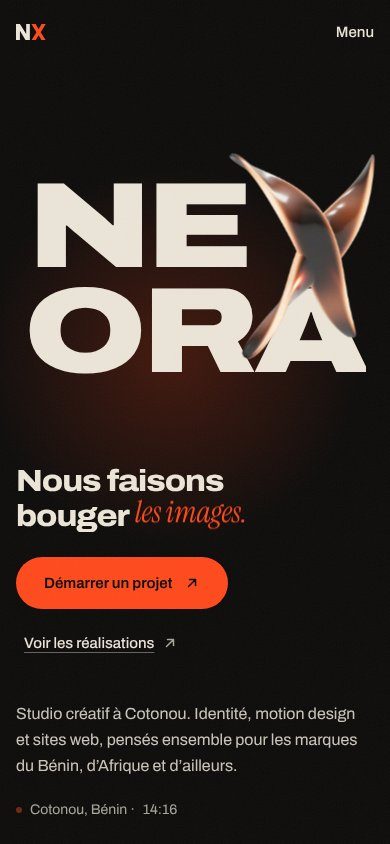 NX
Menu
NEX
ORA
Nous faisons
bouger les images.
Démarrer un projet
Voir les réalisations
Studio créatif à Cotonou. Identité, motion design
et sites web, pensés ensemble pour les marques
du Bénin, d’Afrique et d’ailleurs.
Cotonou, Bénin · 14:16